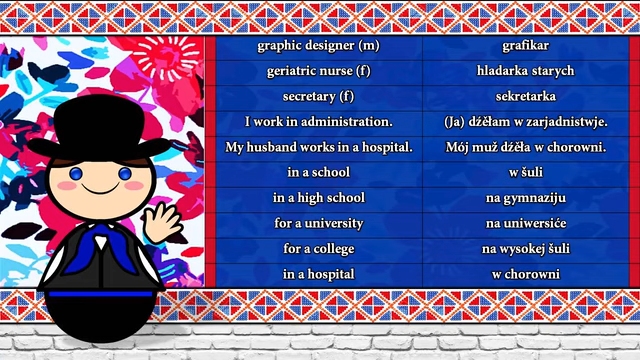 graphic designer (m) grafikar
geriatric nurse (f) hladarka starych
secretary (f) sekretarka
I work in administration. (Ja) dźěłam w zarjadnistwje.
My husband works in a hospital. Mój muž dźěła w chorowni.
in a school w šuli
in a high school na gymnaziju
for a university na uniwersiće
for a college na wysokej šuli
in a hospital w chorowni